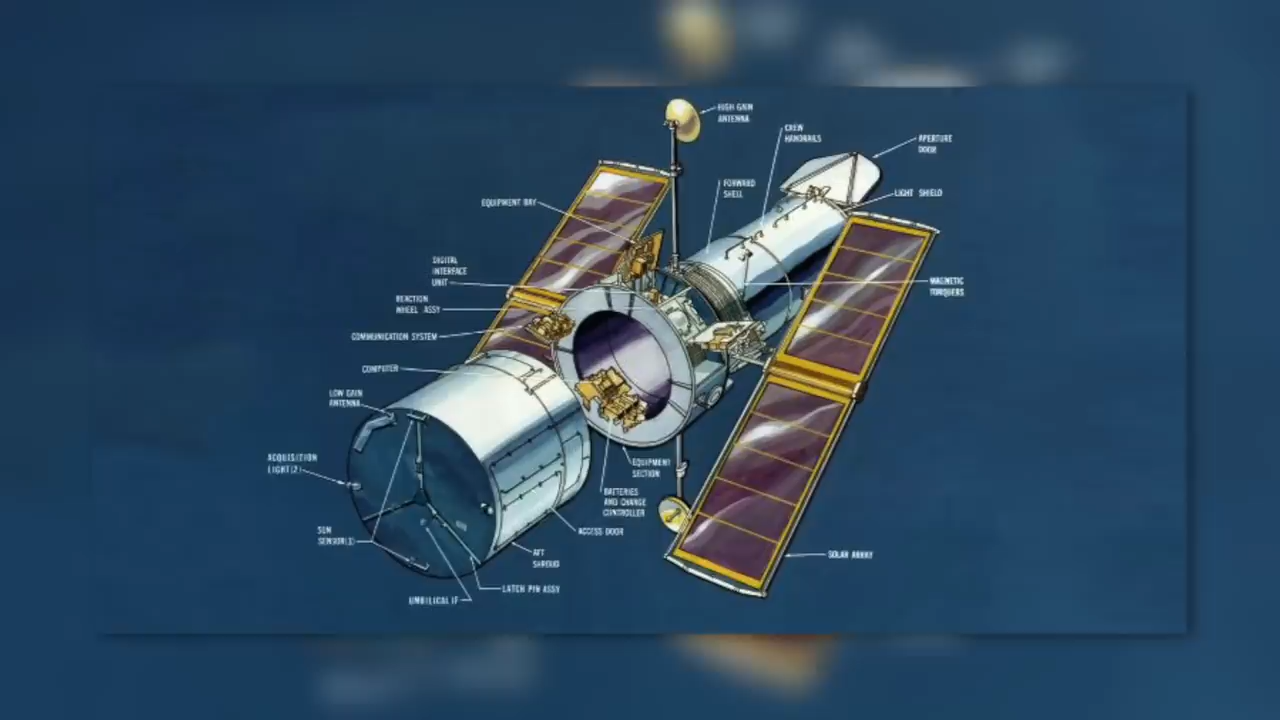 HIGH GAIN
ANTENNA
CREW
HANDRAILS
APERTURE
DOOR
FORWARD
SHELL
LIGHT SHIELD
EQUIPMENT BAY
DIGITAL
INTERFACE
UNIT
MAGNETIC
TORQUERS
REACTION
WHEEL ASSY
COMMUNICATION SYSTEM
COMPUTER
LOW GAIN
ANTENNA
ACQUISITION
LIGHT(2)
EQUIPMENT
SECTION
BATTERIES
AND CHARGE
CONTROLLER
SUN
SENSOR(3)
ACCESS DOOR
AFT
SHROUD
SOLAR ARRAY
LATCH PIN ASSY
UMBILICAL IF